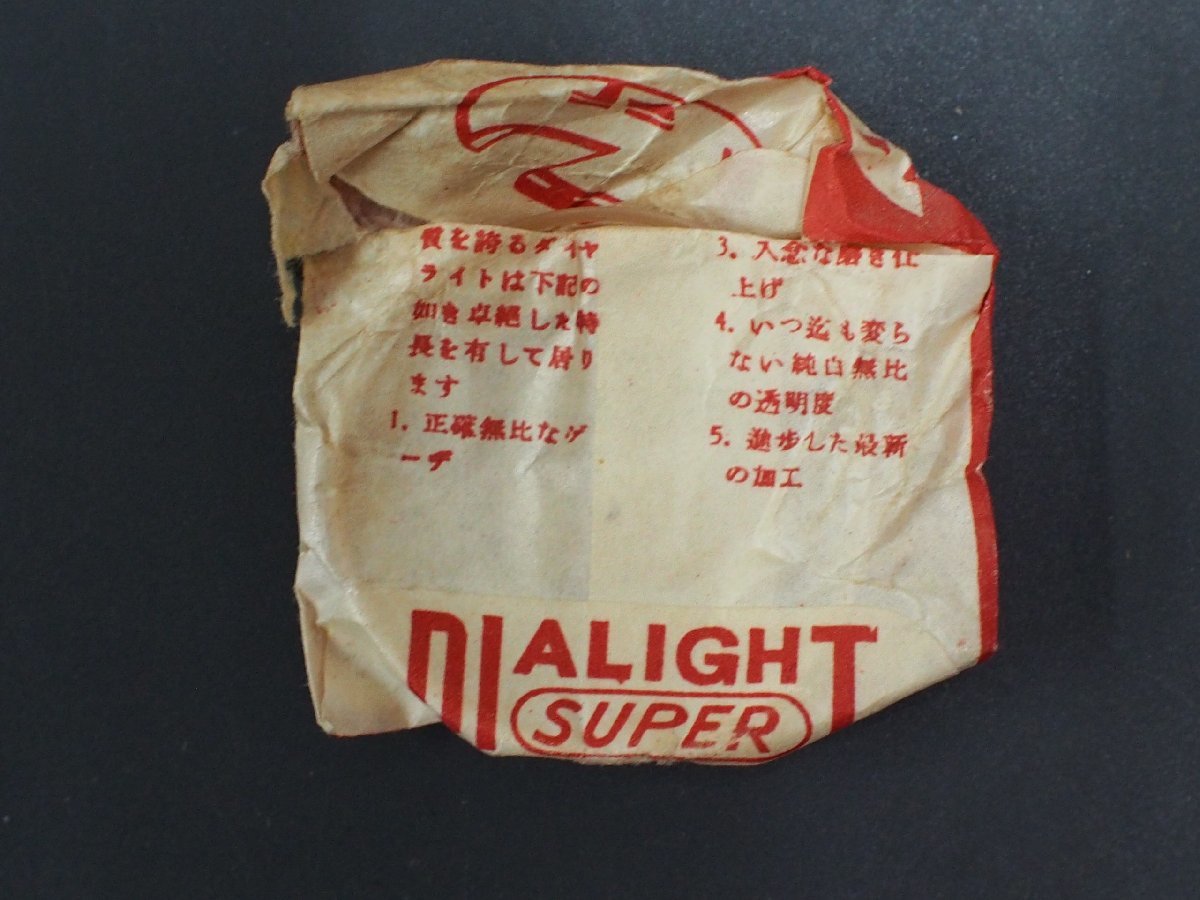 質を誇るダイヤ
ライトは下記の
如き卓絶した特
長を有して居り
ます
1. 正確無比なゲ
ーヂ
3. 入念な磨き仕
上げ
4. いつ迄も変ら
ない純白無比
の透明度
5. 進歩した最新
の加工
DIALIGHT
SUPER